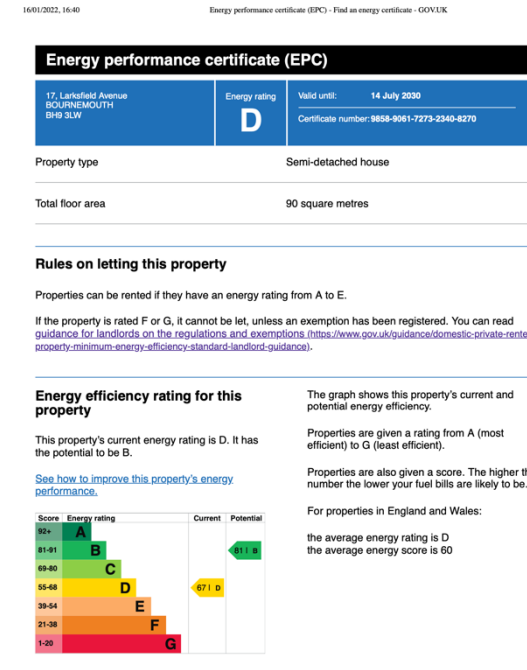 16/01/2022, 16:40 Energy performance certificate (EPC) - Find an energy certificate - GOV.UK
Energy performance certificate (EPC)
17, Larksfield Avenue
BOURNEMOUTH
BH9 3LW
Energy rating
D
Valid until: 14 July 2030
Certificate number: 9858-9061-7273-2340-8270
Property type Semi-detached house
Total floor area 90 square metres
Rules on letting this property
Properties can be rented if they have an energy rating from A to E.
If the property is rated F or G, it cannot be let, unless an exemption has been registered. You can read
guidance for landlords on the regulations and exemptions (https://www.gov.uk/guidance/domestic-private-rente
property-minimum-energy-efficiency-standard-landlord-guidance).
Energy efficiency rating for this
property
This property's current energy rating is D. It has
the potential to be B.
See how to improve this property's energy
performance.
Score Energy rating Current Potential
92+ A
81-91 B 81 | B
69-80 C
55-68 D 67 | D
39-54 E
21-38 F
1-20 G
The graph shows this property's current and
potential energy efficiency.
Properties are given a rating from A (most
efficient) to G (least efficient).
Properties are also given a score. The higher th
number the lower your fuel bills are likely to be.
For properties in England and Wales:
the average energy rating is D
the average energy score is 60